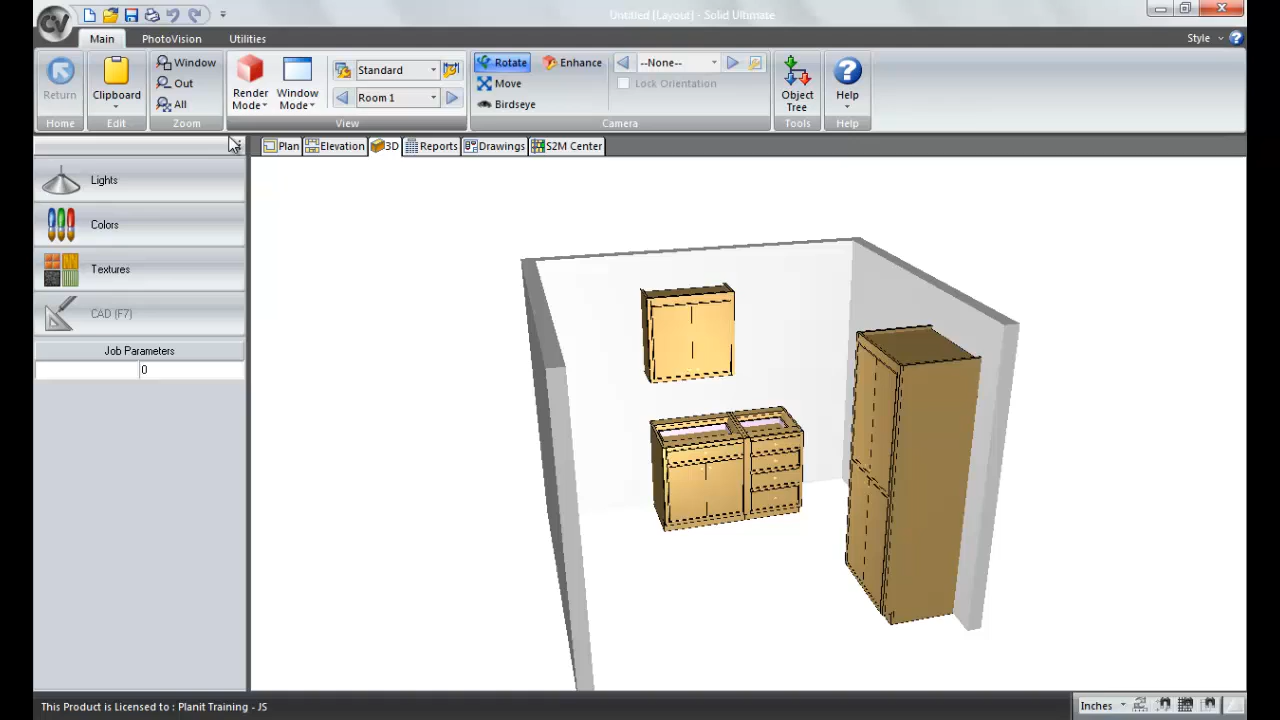 CV
Untitled [Layout] - Solid Ultimate
Main PhotoVision Utilities Style
Return
Home
Clipboard
Edit
Window
Out
All
Zoom
Render Mode
Window Mode
Standard
Room 1
View
Rotate Enhance
Move
Birdseye
--None--
Lock Orientation
Camera
Object Tree
Tools
Help
Help
Plan Elevation 3D Reports Drawings S2M Center
Lights
Colors
Textures
CAD (F7)
Job Parameters
0
This Product is Licensed to : Planit Training - JS
Inches